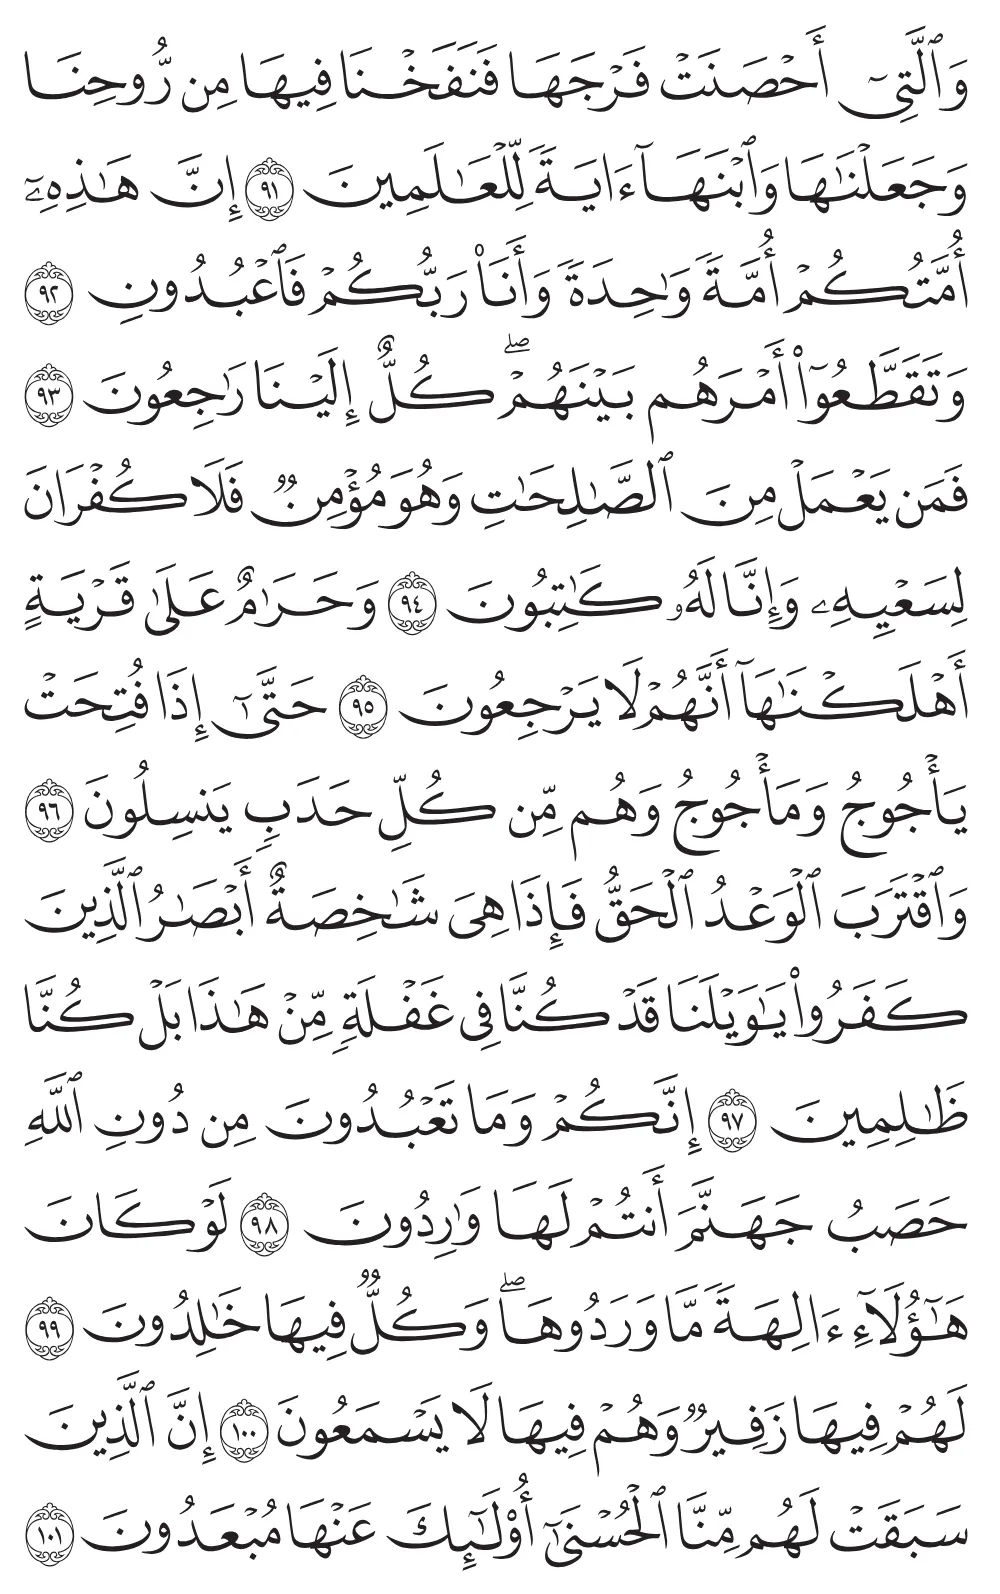 وَٱلَّتِىٓ أَحۡصَنَتۡ فَرۡجَهَا فَنَفَخۡنَا فِيهَا مِن رُّوحِنَا
وَجَعَلۡنَٰهَا وَٱبۡنَهَآ ءَايَةٗ لِّلۡعَٰلَمِينَ ٩١ إِنَّ هَٰذِهِۦٓ
أُمَّتُكُمۡ أُمَّةٗ وَٰحِدَةٗ وَأَنَا۠ رَبُّكُمۡ فَٱعۡبُدُونِ ٩٢
وَتَقَطَّعُوٓاْ أَمۡرَهُم بَيۡنَهُمۡۖ كُلٌّ إِلَيۡنَا رَٰجِعُونَ ٩٣
فَمَن يَعۡمَلۡ مِنَ ٱلصَّٰلِحَٰتِ وَهُوَ مُؤۡمِنٞ فَلَا كُفۡرَانَ
لِسَعۡيِهِۦ وَإِنَّا لَهُۥ كَٰتِبُونَ ٩٤ وَحَرَٰمٌ عَلَىٰ قَرۡيَةٍ
أَهۡلَكۡنَٰهَآ أَنَّهُمۡ لَا يَرۡجِعُونَ ٩٥ حَتَّىٰٓ إِذَا فُتِحَتۡ
يَأۡجُوجُ وَمَأۡجُوجُ وَهُم مِّن كُلِّ حَدَبٖ يَنسِلُونَ ٩٦
وَٱقۡتَرَبَ ٱلۡوَعۡدُ ٱلۡحَقُّ فَإِذَا هِىَ شَٰخِصَةٌ أَبۡصَٰرُ ٱلَّذِينَ
كَفَرُواْ يَٰوَيۡلَنَا قَدۡ كُنَّا فِى غَفۡلَةٖ مِّنۡ هَٰذَا بَلۡ كُنَّا
ظَٰلِمِينَ ٩٧ إِنَّكُمۡ وَمَا تَعۡبُدُونَ مِن دُونِ ٱللَّهِ
حَصَبُ جَهَنَّمَ أَنتُمۡ لَهَا وَٰرِدُونَ ٩٨ لَوۡ كَانَ
هَٰٓؤُلَآءِ ءَالِهَةٗ مَّا وَرَدُوهَاۖ وَكُلّٞ فِيهَا خَٰلِدُونَ ٩٩
لَهُمۡ فِيهَا زَفِيرٞ وَهُمۡ فِيهَا لَا يَسۡمَعُونَ ١٠٠ إِنَّ ٱلَّذِينَ
سَبَقَتۡ لَهُم مِّنَّا ٱلۡحُسۡنَىٰٓ أُوْلَٰٓئِكَ عَنۡهَا مُبۡعَدُونَ ١٠١